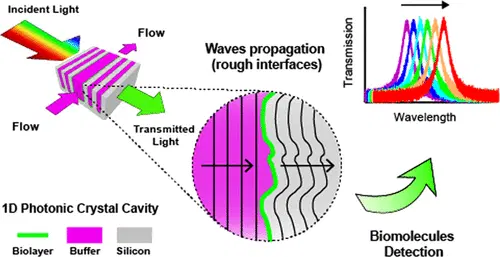 Incident Light
Flow
Flow
Transmitted
Light
Waves propagation
(rough interfaces)
Transmission
Wavelength
1D Photonic Crystal Cavity
Biolayer
Buffer
Silicon
Biomolecules
Detection